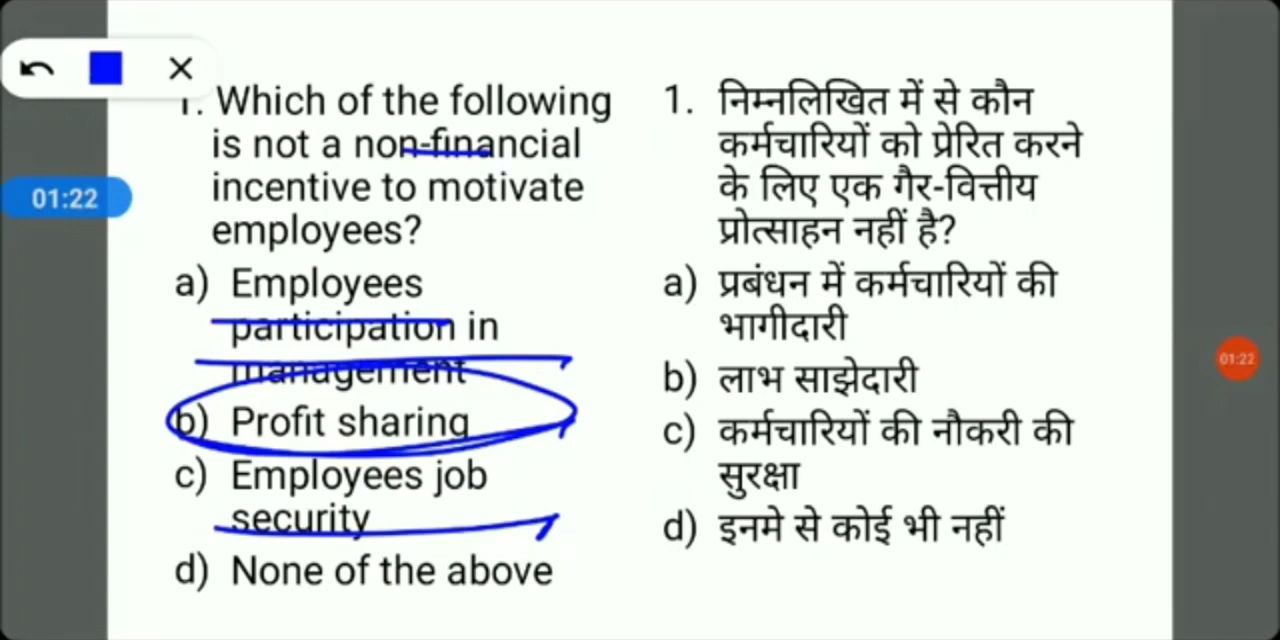 1. Which of the following
is not a non-financial
incentive to motivate
employees?
a) Employees
participation in
management
b) Profit sharing
c) Employees job
security
d) None of the above
1. निम्नलिखित में से कौन
कर्मचारियों को प्रेरित करने
के लिए एक गैर-वित्तीय
प्रोत्साहन नहीं है?
a) प्रबंधन में कर्मचारियों की
भागीदारी
b) लाभ साझेदारी
c) कर्मचारियों की नौकरी की
सुरक्षा
d) इनमे से कोई भी नहीं
01:22
01:22